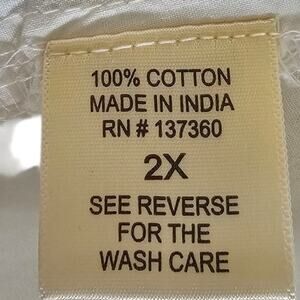 100% COTTON
MADE IN INDIA
RN # 137360
2X
SEE REVERSE
FOR THE
WASH CARE